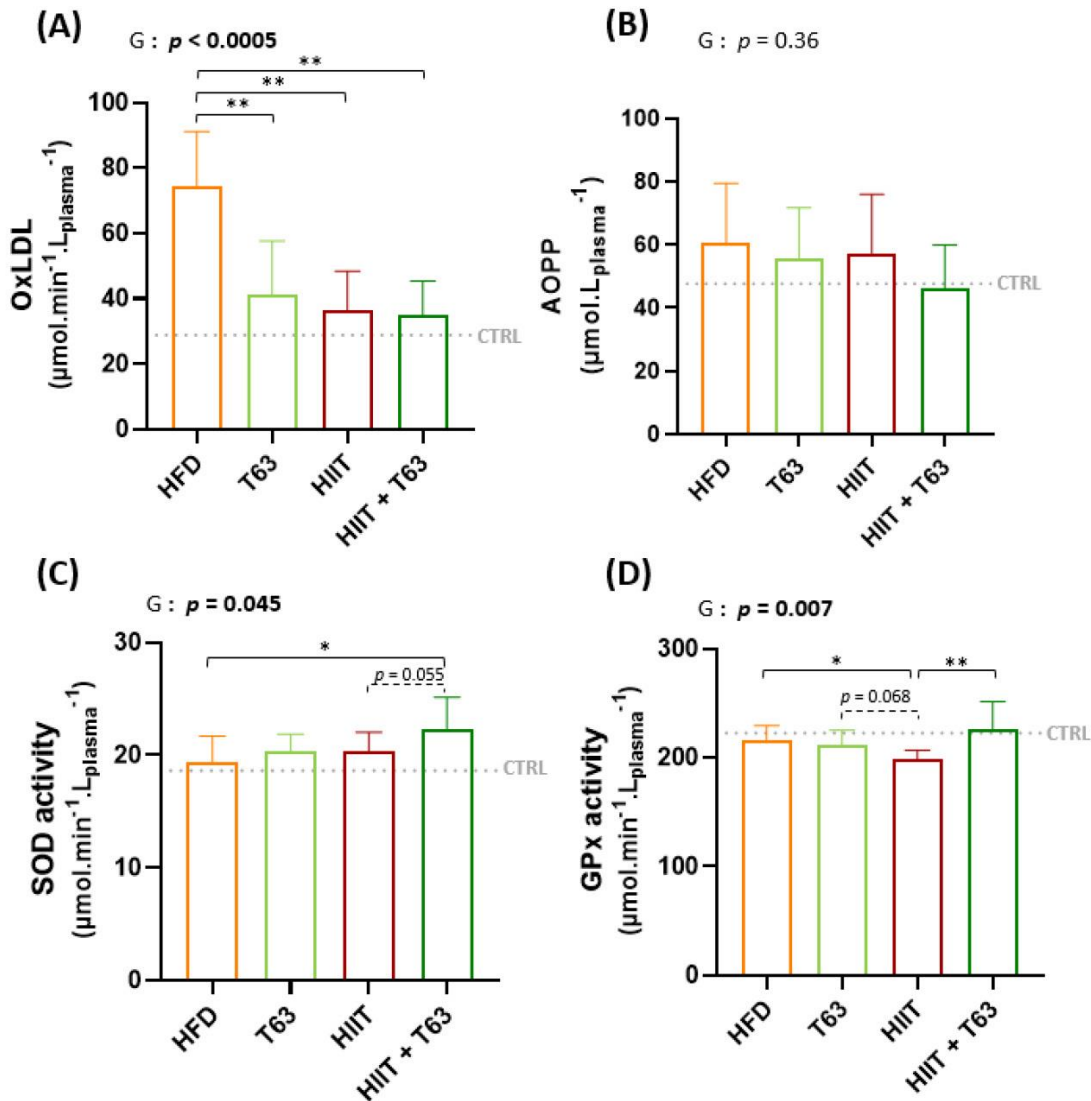 (A)
G : p < 0.0005
**
**
**
100
80
60
40
20
0
OxLDL
(µmol.min⁻¹.Lplasma⁻¹)
CTRL
HFD
T63
HIIT
HIIT + T63
(B)
G : p = 0.36
100
80
60
40
20
0
AOPP
(µmol.Lplasma⁻¹)
CTRL
HFD
T63
HIIT
HIIT + T63
(C)
G : p = 0.045
*
p = 0.055
30
20
10
0
SOD activity
(µmol.min⁻¹.Lplasma⁻¹)
CTRL
HFD
T63
HIIT
HIIT + T63
(D)
G : p = 0.007
*
**
p = 0.068
300
200
100
0
GPx activity
(µmol.min⁻¹.Lplasma⁻¹)
CTRL
HFD
T63
HIIT
HIIT + T63